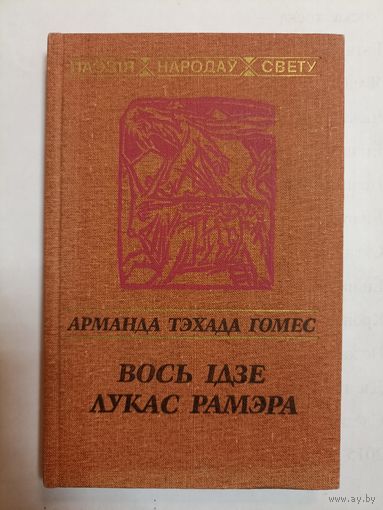 ПАЭЗІЯ НАРОДАЎ СВЕТУ
АРМАНДА ТЭХАДА ГОМЕС
ВОСЬ ІДЗЕ
ЛУКАС РАМЭРА
www.ay.by